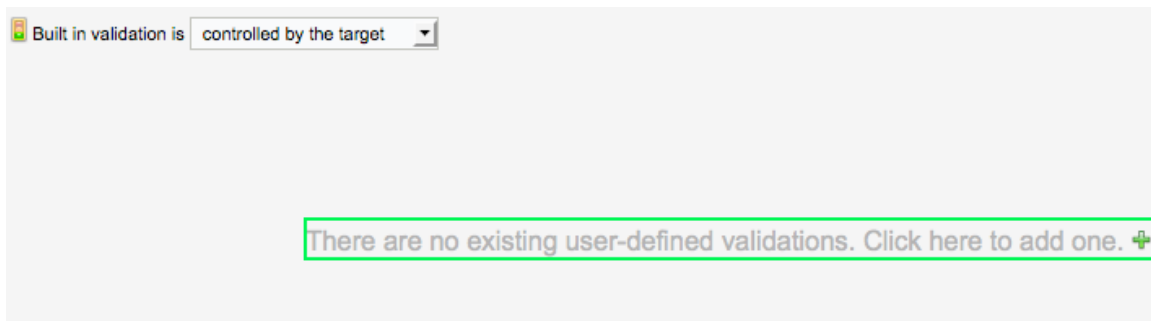 Built in validation is controlled by the target
There are no existing user-defined validations. Click here to add one.